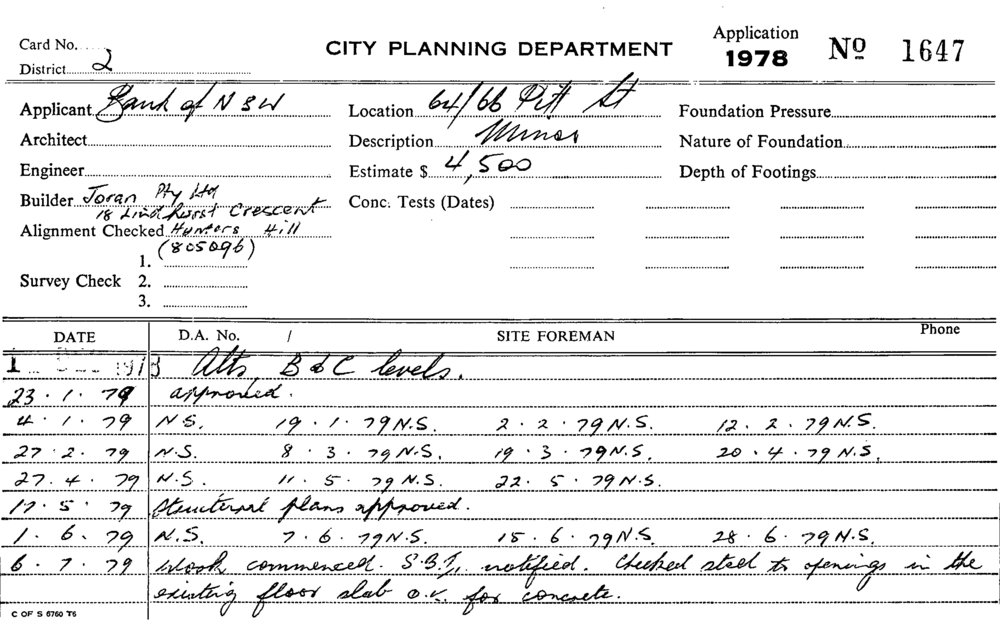 Card No.
District 2
CITY PLANNING DEPARTMENT
Application
1978 Nº 1647
Applicant Bank of NSW
Location 64/66 Pitt St
Foundation Pressure
Architect
Description Minor
Nature of Foundation
Engineer
Estimate $ 4,500
Depth of Footings
Builder Joran Pty Ltd
18 Lindhurst Crescent
Conc. Tests (Dates)
Alignment Checked Hunters Hill
(805096)
1.
Survey Check 2.
3.
DATE D.A. No. / SITE FOREMAN Phone
1 DEC 1978 Alts B & C levels.
23.1.79 approved.
4.1.79 N.S. 19.1.79 N.S. 2.2.79 N.S. 12.2.79 N.S.
27.2.79 N.S. 8.3.79 N.S. 19.3.79 N.S. 20.4.79 N.S.
27.4.79 N.S. 11.5.79 N.S. 22.5.79 N.S.
17.5.79 Structural plans approved.
1.6.79 N.S. 7.6.79 N.S. 15.6.79 N.S. 28.6.79 N.S.
6.7.79 Work commenced. S.B.I. notified. Checked steel to openings in the
existing floor slab o.k. for concrete.
C OF S 6760 T6